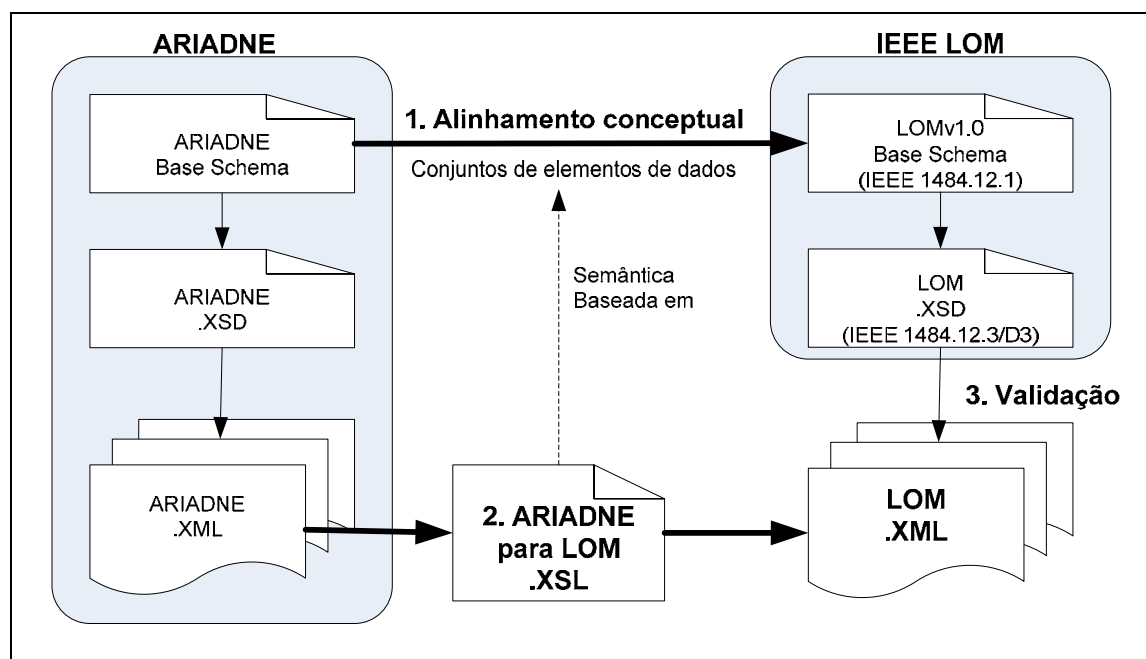 ARIADNE
IEEE LOM
ARIADNE
Base Schema
1. Alinhamento conceptual
Conjuntos de elementos de dados
LOMv1.0
Base Schema
(IEEE 1484.12.1)
ARIADNE
.XSD
Semântica
Baseada em
LOM
.XSD
(IEEE 1484.12.3/D3)
3. Validação
ARIADNE
.XML
2. ARIADNE
para LOM
.XSL
LOM
.XML